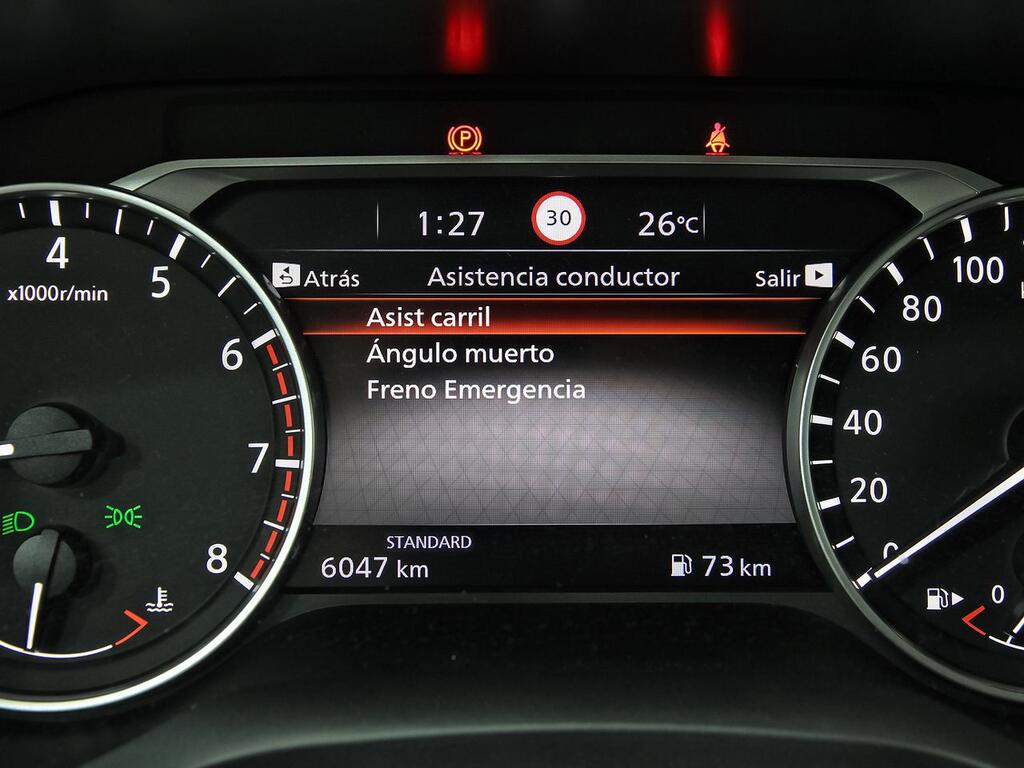 P
1:27 30 26°C
Atrás Asistencia conductor Salir
Asist carril
Ángulo muerto
Freno Emergencia
STANDARD
6047 km 73 km
4
x1000r/min
5
6
7
8
100
80
60
40
20
0
0